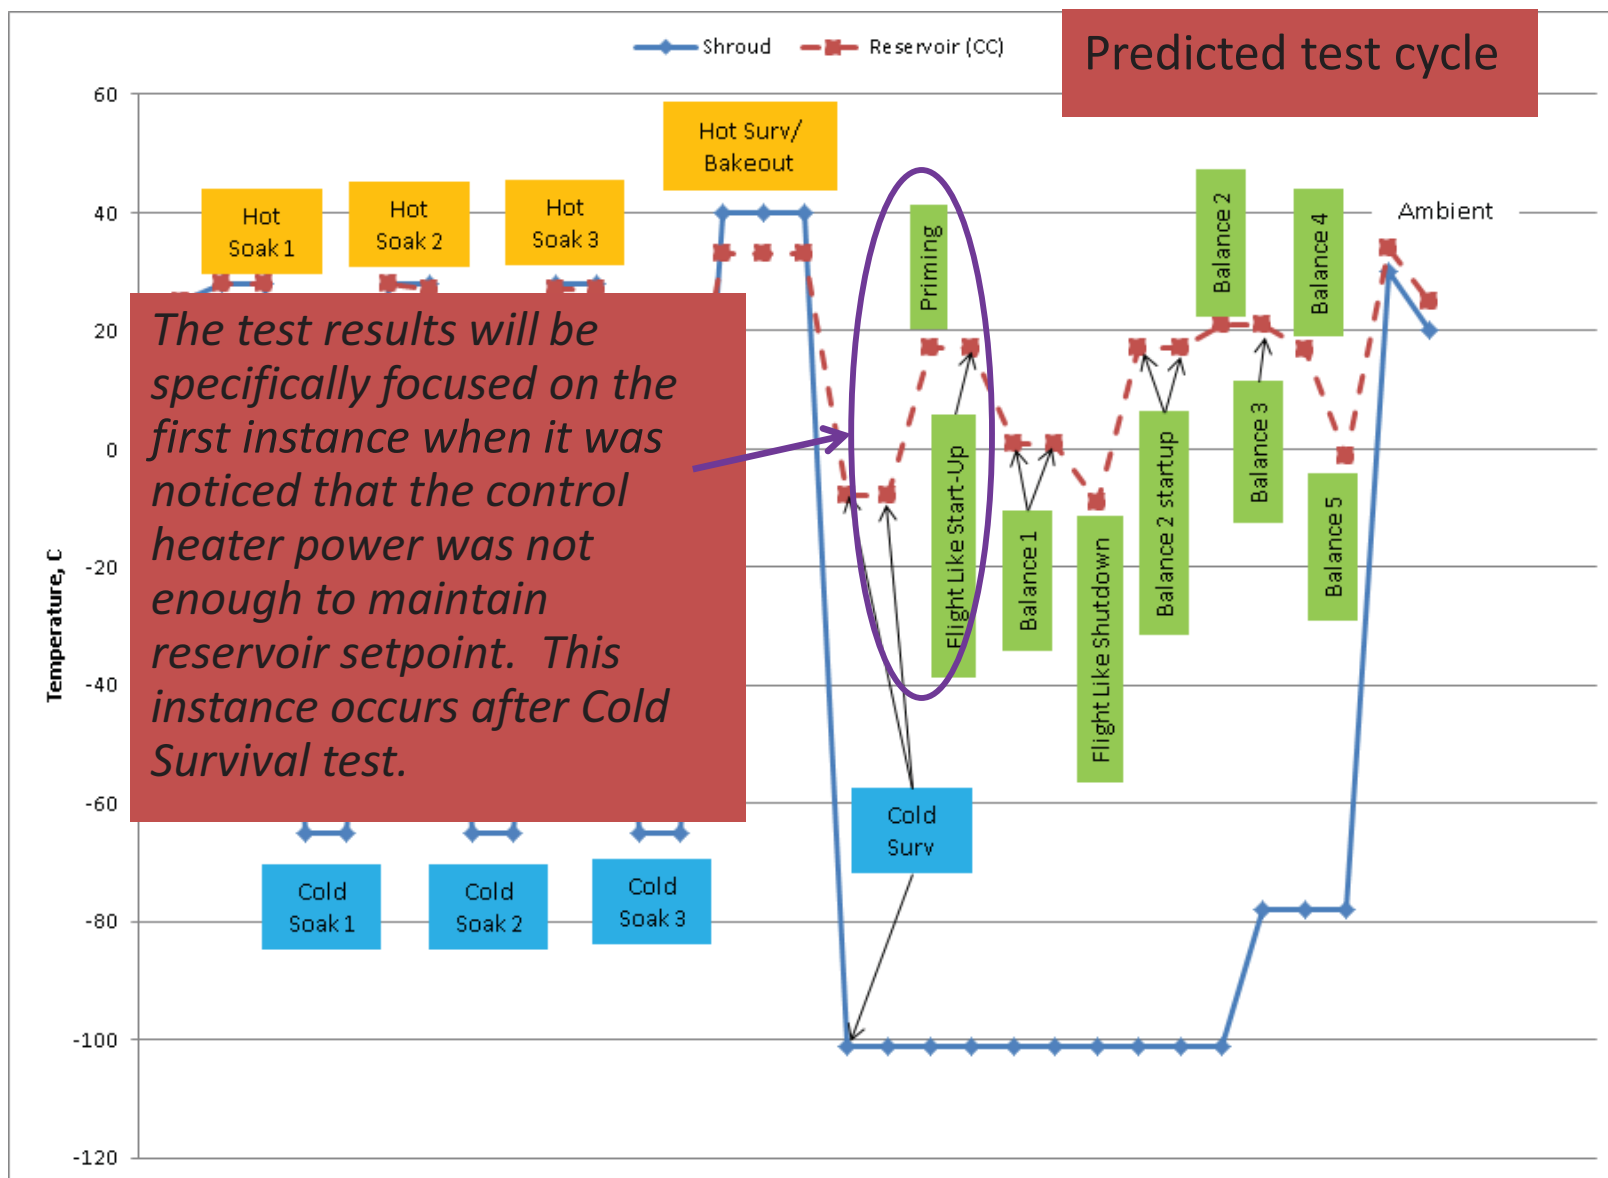 Shroud
Reservoir (CC)
Predicted test cycle
60
40
20
0
-20
-40
-60
-80
-100
-120
Temperature, C
Hot
Soak 1
Hot
Soak 2
Hot
Soak 3
Hot Surv/
Bakeout
Priming
Flight Like Start-Up
Balance 1
Flight Like Shutdown
Balance 2 startup
Balance 2
Balance 3
Balance 4
Balance 5
Ambient
The test results will be
specifically focused on the
first instance when it was
noticed that the control
heater power was not
enough to maintain
reservoir setpoint.  This
instance occurs after Cold
Survival test.
Cold
Surv
Cold
Soak 1
Cold
Soak 2
Cold
Soak 3